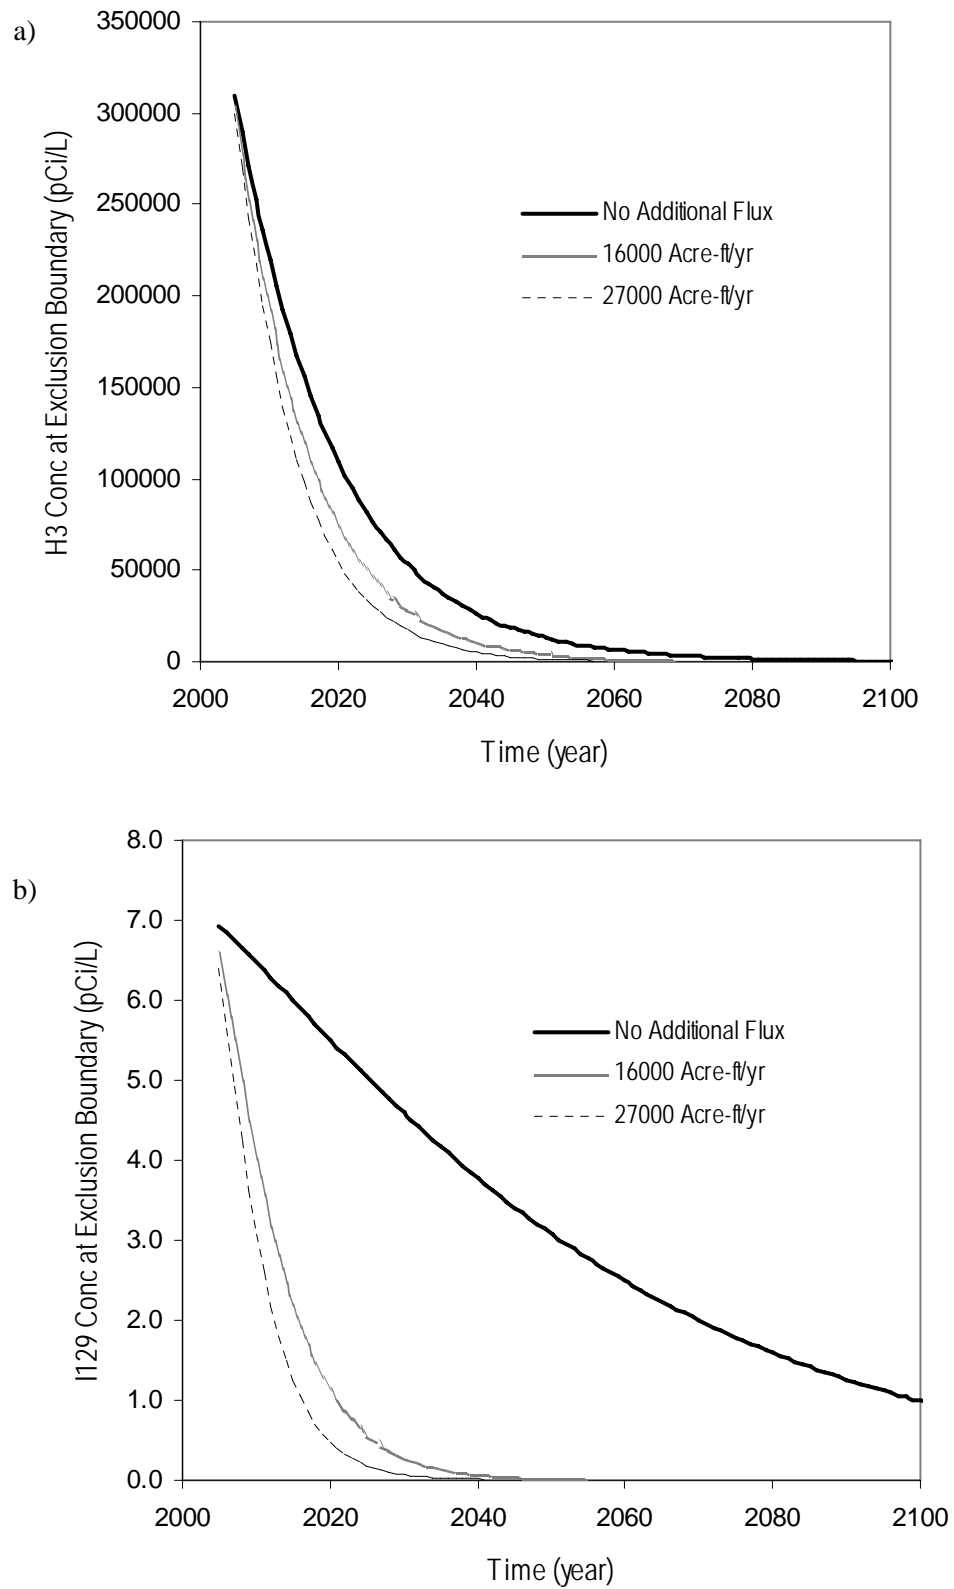 a)
H3 Conc at Exclusion Boundary (pCi/L)
350000
300000
250000
200000
150000
100000
50000
0
No Additional Flux
16000 Acre-ft/yr
27000 Acre-ft/yr
2000 2020 2040 2060 2080 2100
Time (year)
b)
I129 Conc at Exclusion Boundary (pCi/L)
8.0
7.0
6.0
5.0
4.0
3.0
2.0
1.0
0.0
No Additional Flux
16000 Acre-ft/yr
27000 Acre-ft/yr
2000 2020 2040 2060 2080 2100
Time (year)